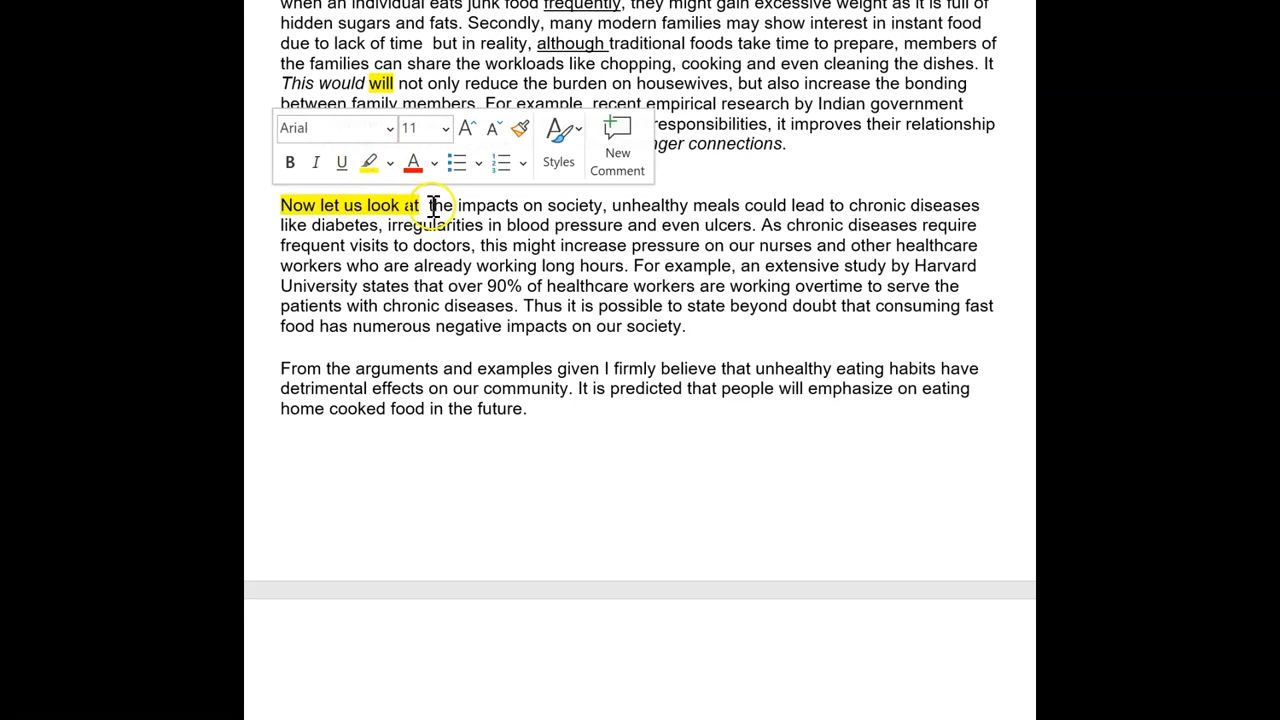 when an individual eats junk food frequently, they might gain excessive weight as it is full of
hidden sugars and fats. Secondly, many modern families may show interest in instant food
due to lack of time but in reality, although traditional foods take time to prepare, members of
the families can share the workloads like chopping, cooking and even cleaning the dishes. It
This would will not only reduce the burden on housewives, but also increase the bonding
between family members. For example, recent empirical research by Indian government
Arial 11 responsibilities, it improves their relationship
nger connections.
B I U A Styles New Comment
Now let us look at the impacts on society, unhealthy meals could lead to chronic diseases
like diabetes, irregularities in blood pressure and even ulcers. As chronic diseases require
frequent visits to doctors, this might increase pressure on our nurses and other healthcare
workers who are already working long hours. For example, an extensive study by Harvard
University states that over 90% of healthcare workers are working overtime to serve the
patients with chronic diseases. Thus it is possible to state beyond doubt that consuming fast
food has numerous negative impacts on our society.
From the arguments and examples given I firmly believe that unhealthy eating habits have
detrimental effects on our community. It is predicted that people will emphasize on eating
home cooked food in the future.